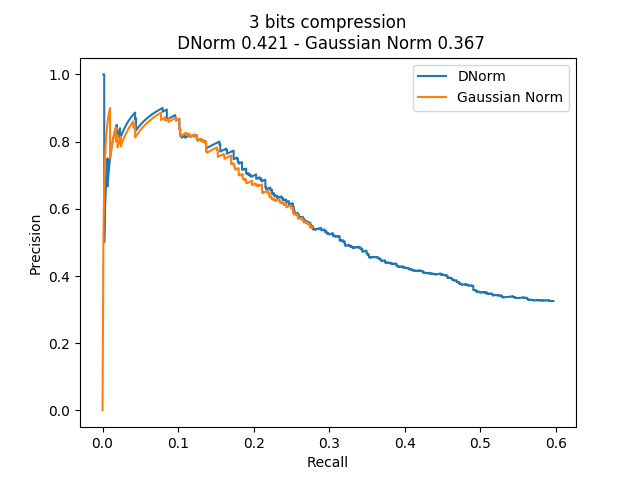 3 bits compression
DNorm 0.421 - Gaussian Norm 0.367
DNorm
Gaussian Norm
1.0
0.8
0.6
0.4
0.2
0.0
Precision
0.0 0.1 0.2 0.3 0.4 0.5 0.6
Recall